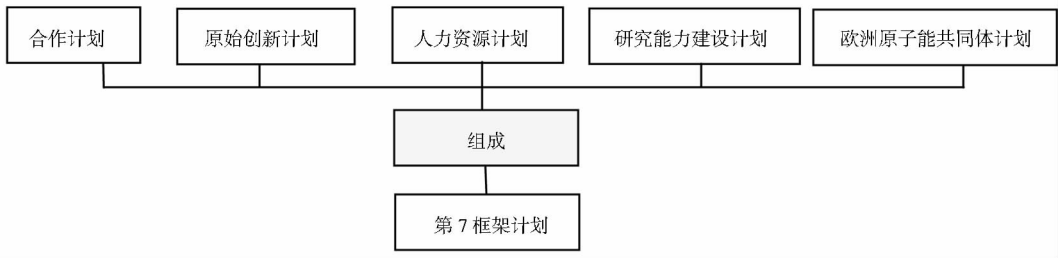 合作计划
原始创新计划
人力资源计划
研究能力建设计划
欧洲原子能共同体计划
组成
第7框架计划